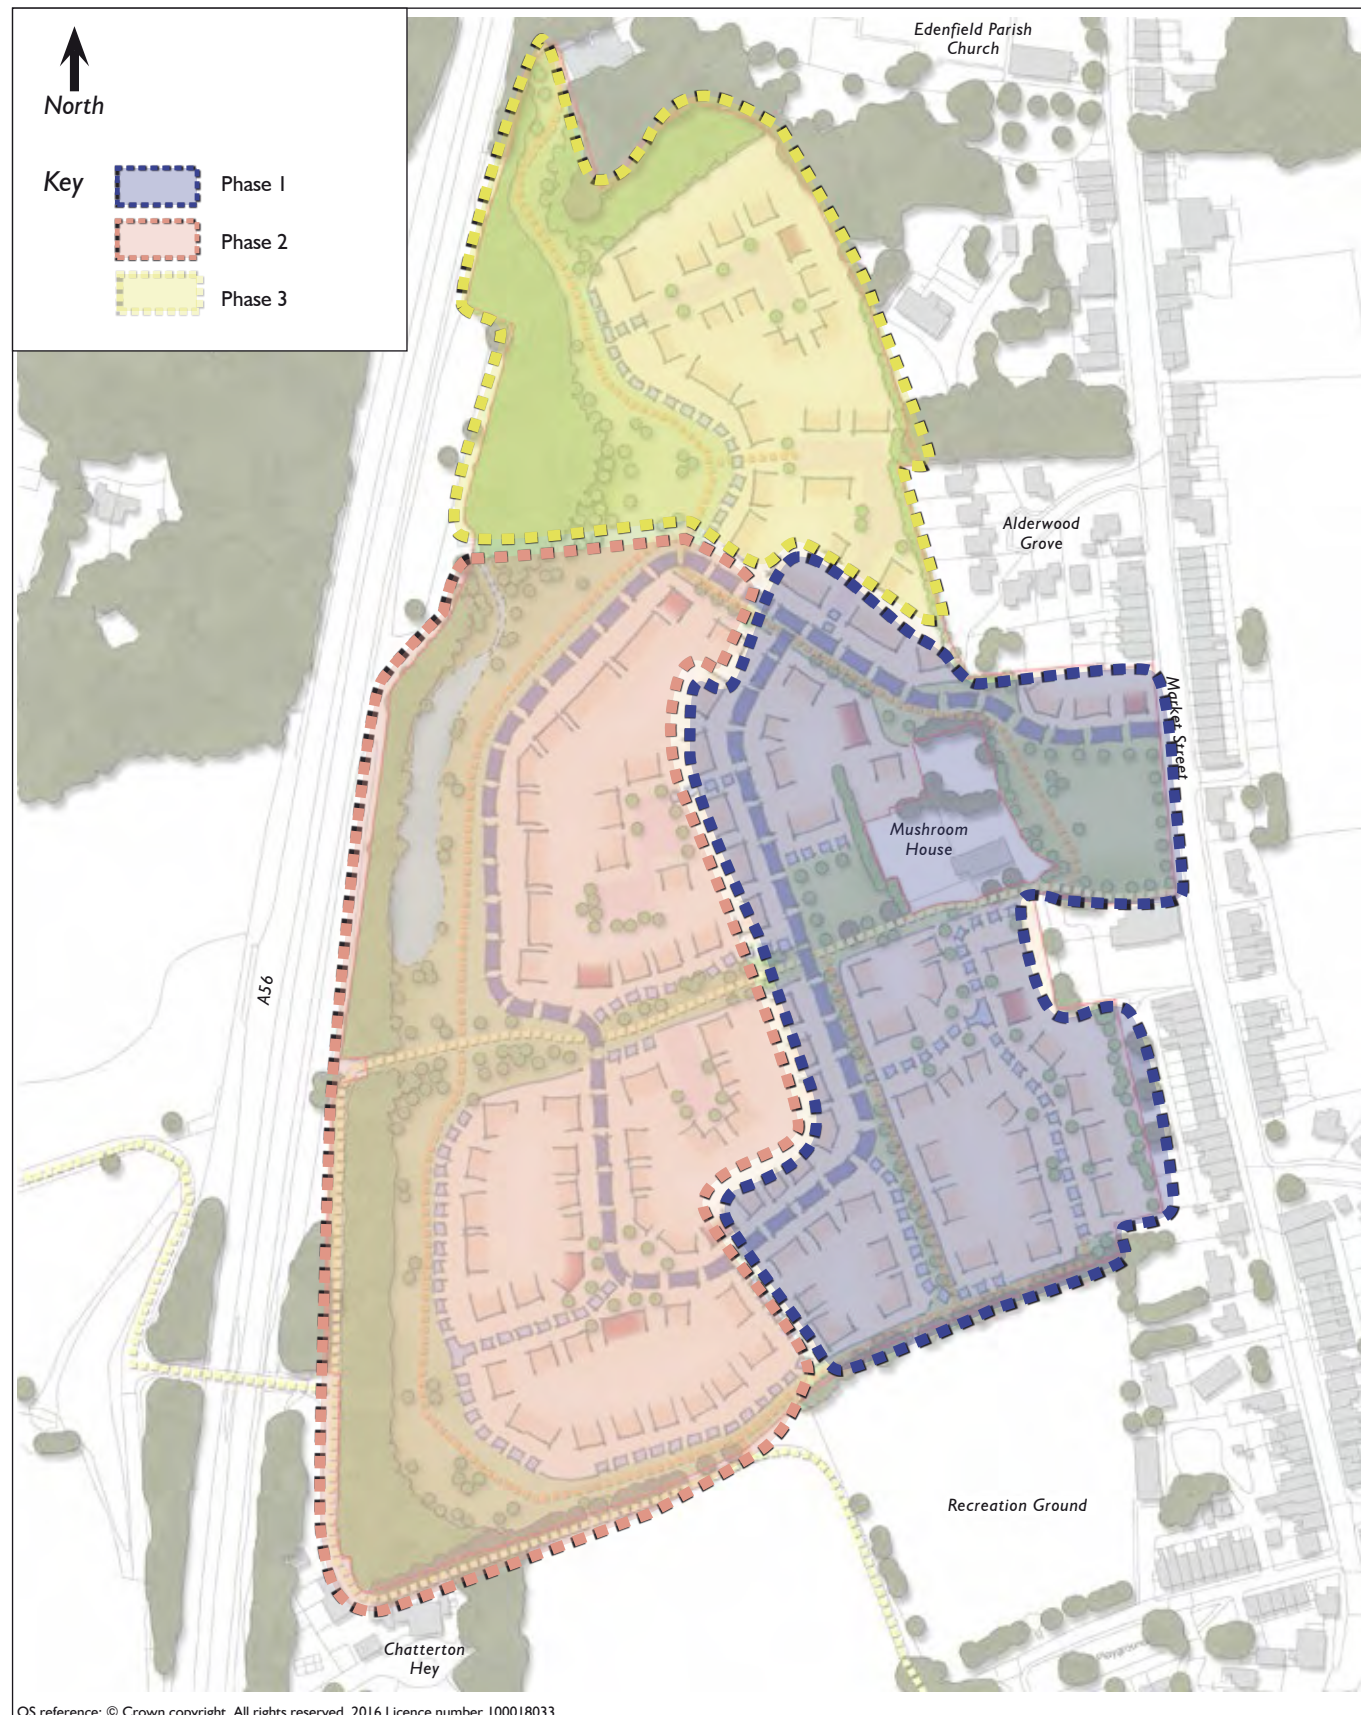 North
Key
Phase 1
Phase 2
Phase 3
Edenfield Parish
Church
Alderwood
Grove
Market Street
Mushroom
House
A56
Recreation Ground
Chatterton
Hey
Playground
OS reference: © Crown copyright. All rights reserved. 2016 Licence number 100018033